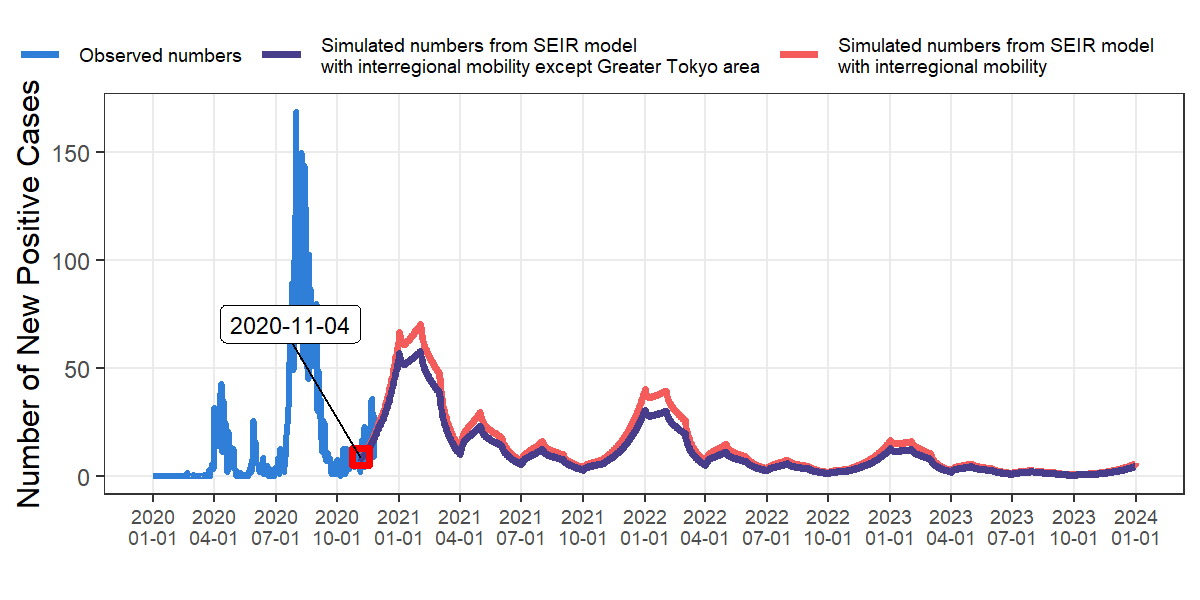 Observed numbers
Simulated numbers from SEIR model
with interregional mobility except Greater Tokyo area
Simulated numbers from SEIR model
with interregional mobility
Number of New Positive Cases
150
100
50
0
2020-11-04
2020 2020 2020 2020 2021 2021 2021 2021 2022 2022 2022 2022 2023 2023 2023 2023 2024
01-01 04-01 07-01 10-01 01-01 04-01 07-01 10-01 01-01 04-01 07-01 10-01 01-01 04-01 07-01 10-01 01-01